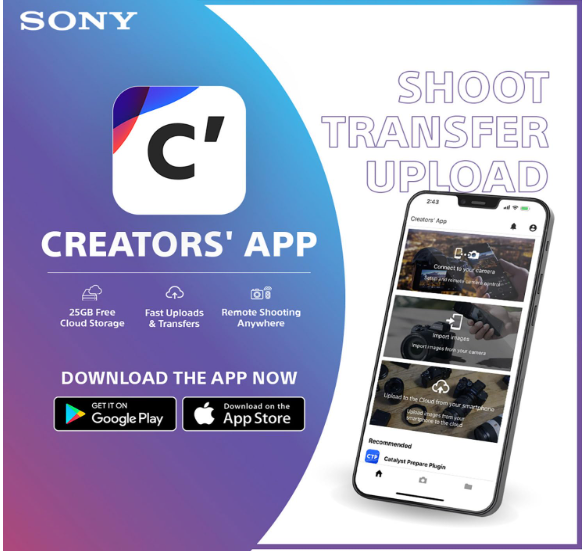 SONY
C'
CREATORS' APP
25GB Free
Cloud Storage
Fast Uploads
& Transfers
Remote Shooting
Anywhere
DOWNLOAD THE APP NOW
GET IT ON
Google Play
Download on the
App Store
SHOOT
TRANSFER
UPLOAD
2:43
Creators' App
Connect to your camera
Import images
Import images from your camera
Upload to the Cloud from your smartphone
Upload images from your
smartphone to the cloud
Recommended
CTP
Catalyst Prepare Plugin